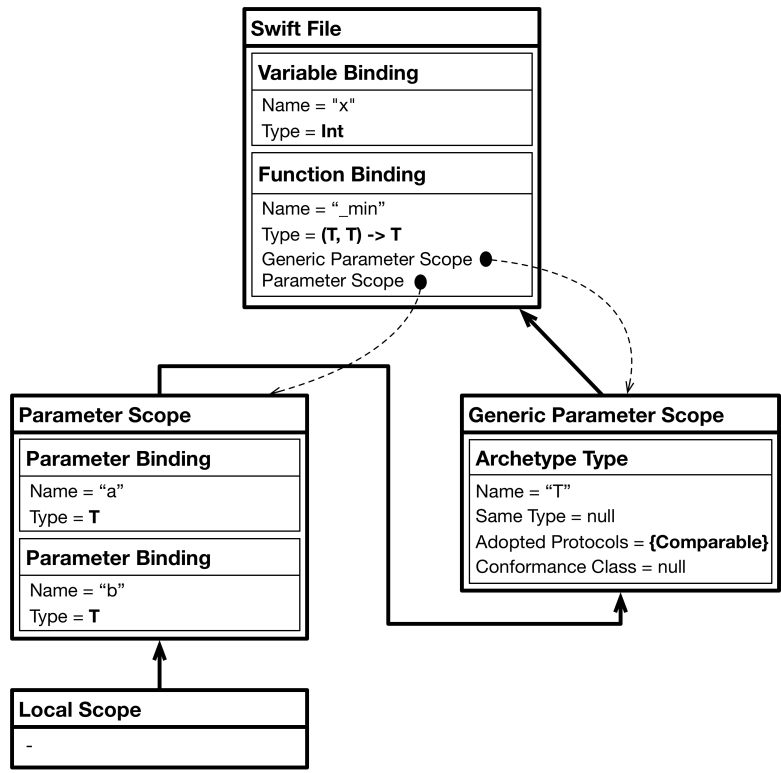 Swift File
Variable Binding
Name = "x"
Type = Int
Function Binding
Name = “_min”
Type = (T, T) -> T
Generic Parameter Scope
Parameter Scope
Parameter Scope
Parameter Binding
Name = “a”
Type = T
Parameter Binding
Name = “b”
Type = T
Generic Parameter Scope
Archetype Type
Name = “T”
Same Type = null
Adopted Protocols = {Comparable}
Conformance Class = null
Local Scope
-